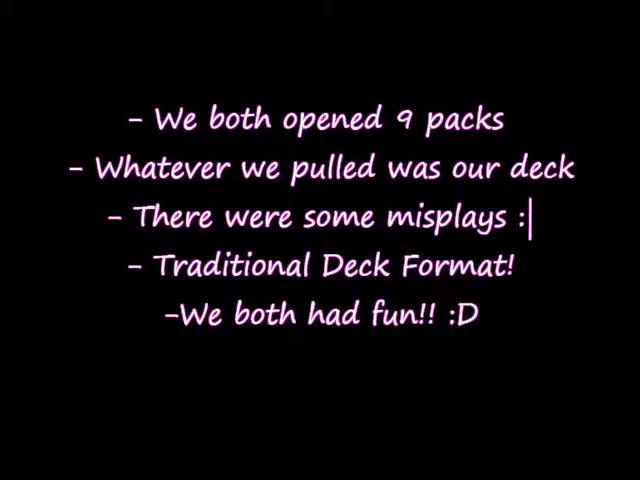 - We both opened 9 packs
- Whatever we pulled was our deck
- There were some misplays :|
- Traditional Deck Format!
-We both had fun!! :D